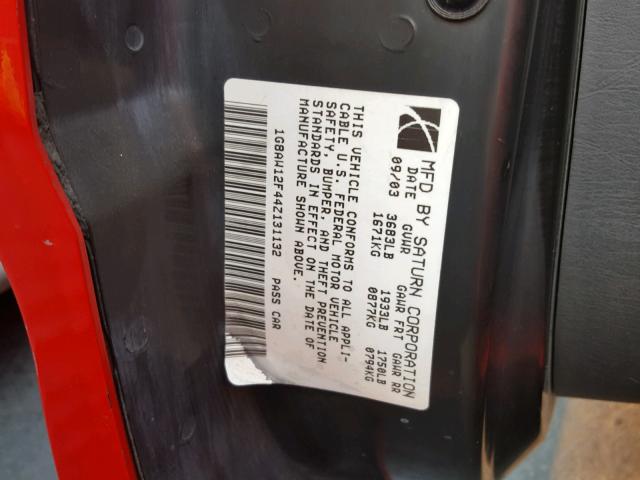 MFD BY SATURN CORPORATION
DATE GVWR GAWR FRT GAWR RR
09/03 3683LB 1933LB 1750LB
1671KG 0877KG 0794KG
THIS VEHICLE CONFORMS TO ALL APPLI-
CABLE U.S. FEDERAL MOTOR VEHICLE
SAFETY, BUMPER, AND THEFT PREVENTION
STANDARDS IN EFFECT ON THE DATE OF
MANUFACTURE SHOWN ABOVE.
1G8AW12F44Z131132 PASS CAR